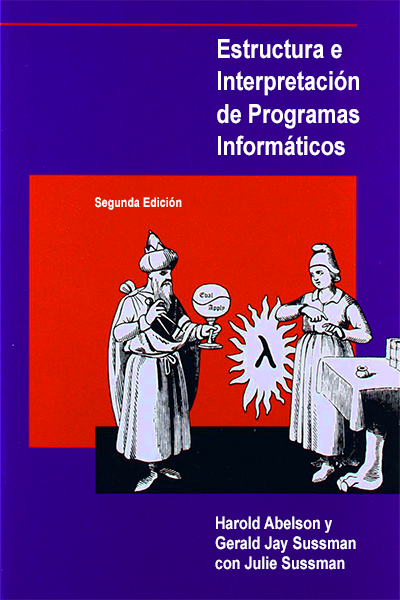 Estructura e
Interpretación
de Programas
Informáticos
Segunda Edición
Eval
Apply
λ
Harold Abelson y
Gerald Jay Sussman
con Julie Sussman